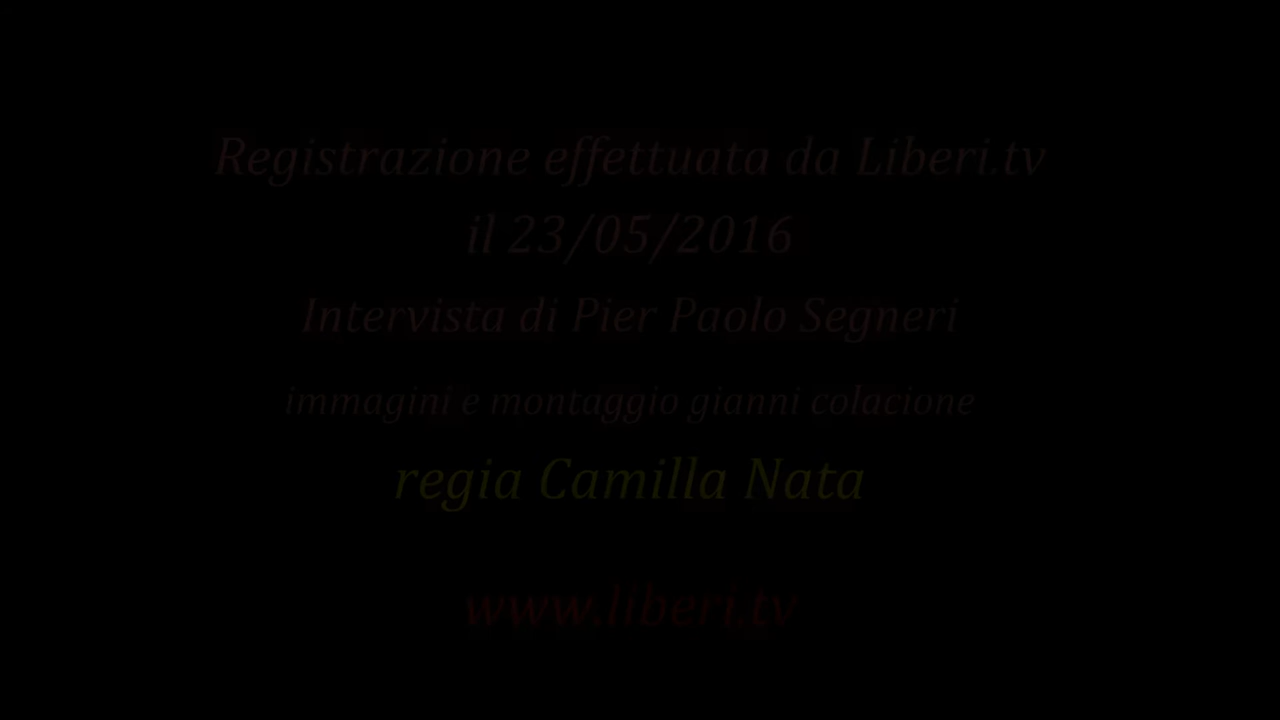 Registrazione effettuata da Liberi.tv
il 23/05/2016
Intervista di Pier Paolo Segneri
immagini e montaggio gianni colacione
regia Camilla Nata
www.liberi.tv